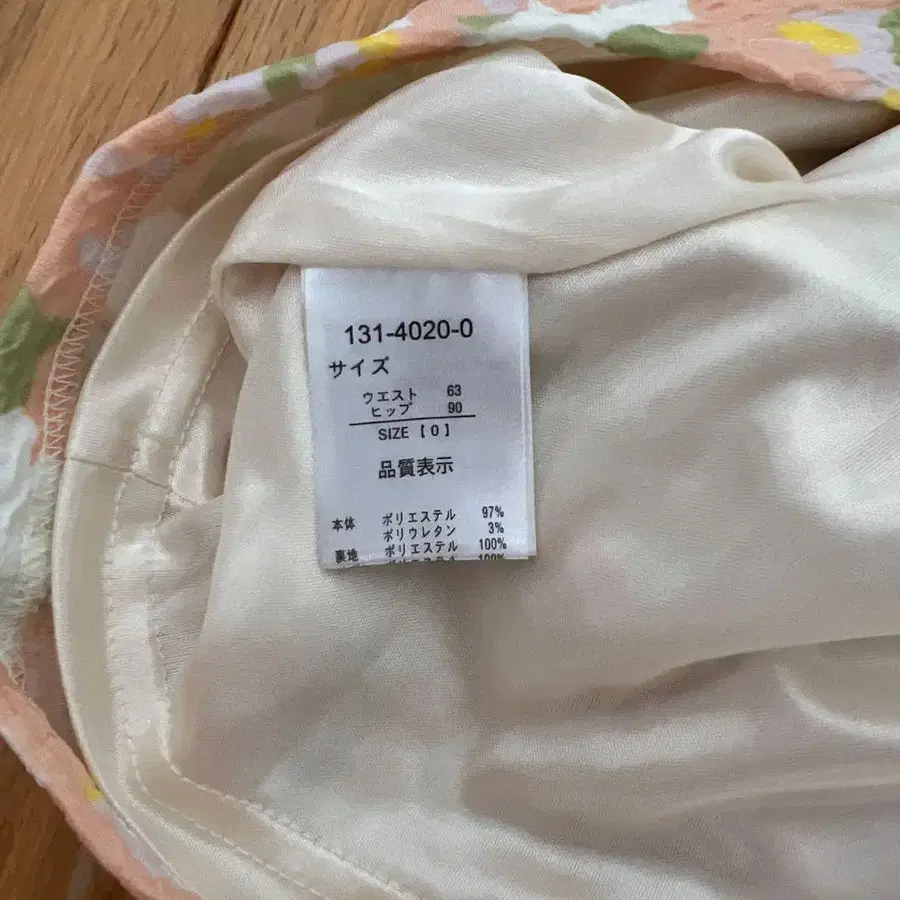 131-4020-0
サイズ
ウエスト 63
ヒップ 90
SIZE [ 0 ]
品質表示
本体 ポリエステル 97%
ポリウレタン 3%
裏地 ポリエステル 100%